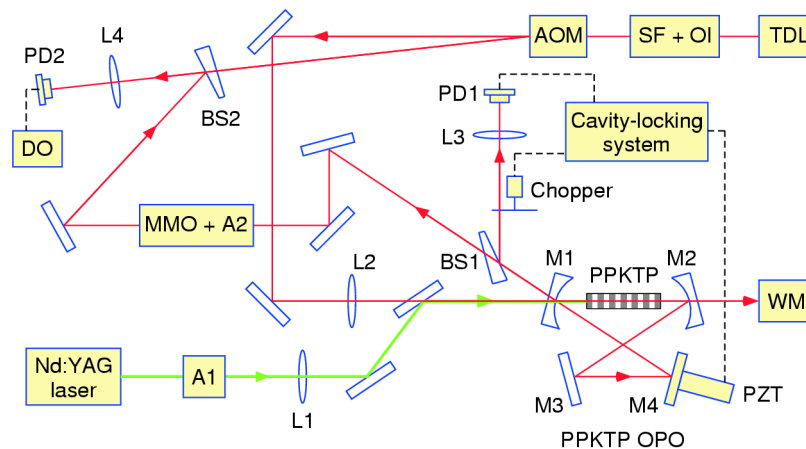 L4
PD2
AOM
SF + OI
TDL
BS2
PD1
Cavity-locking
system
L3
DO
Chopper
MMO + A2
BS1
M1
M2
L2
PPKTP
WM
Nd:YAG
laser
A1
L1
M3
M4
PZT
PPKTP OPO